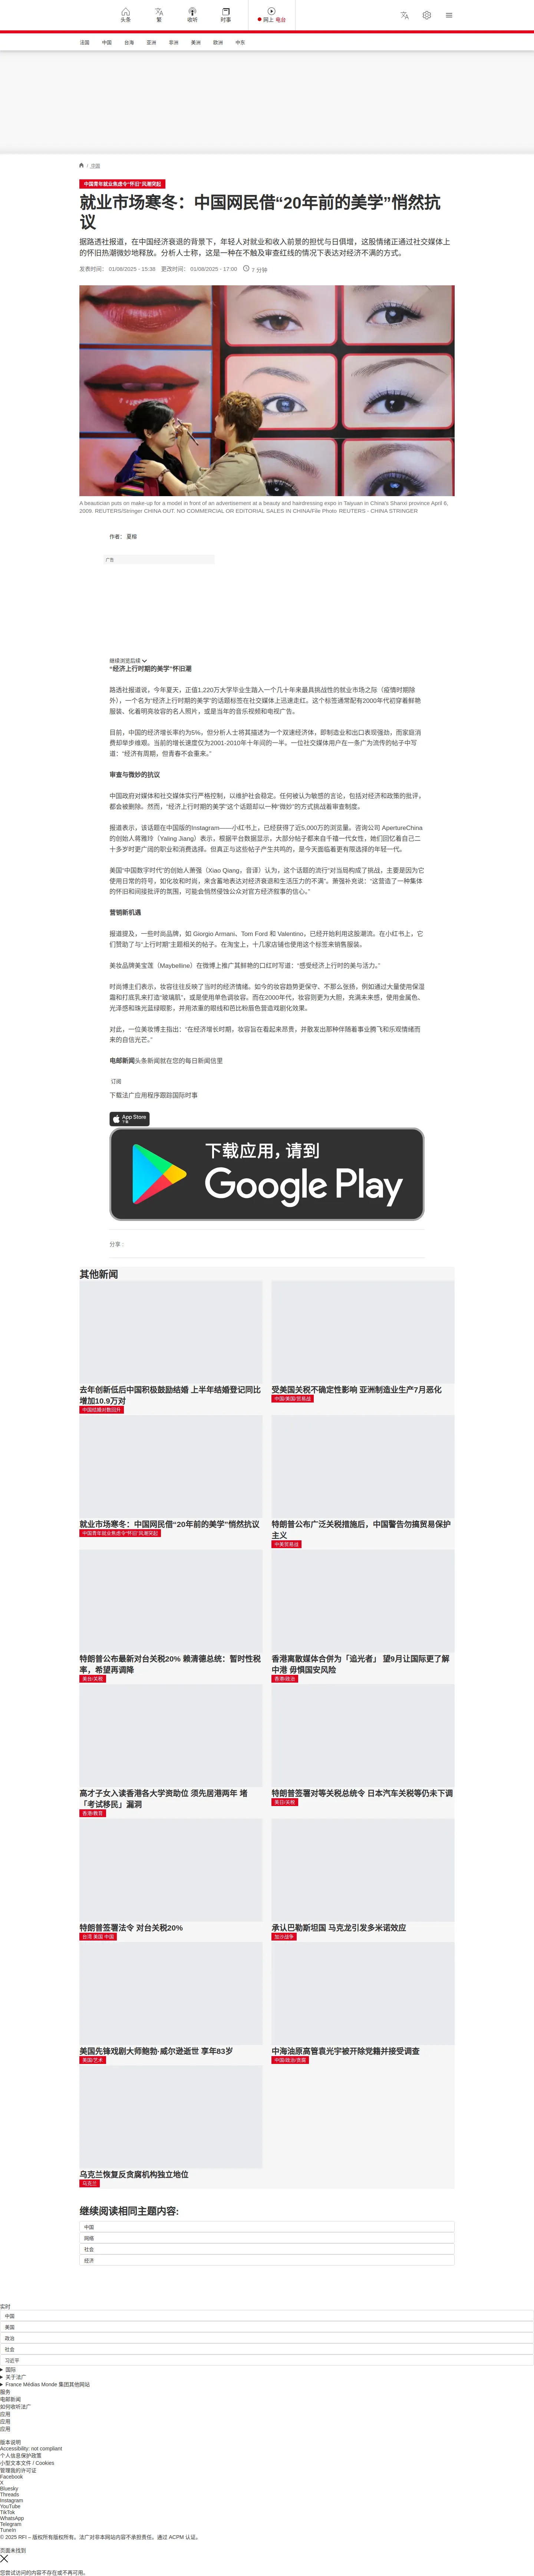 头条
繁
收听
时事
网上 电台
法国
中国
台海
亚洲
非洲
美洲
欧洲
中东
/ 中国
中国青年就业焦虑令“怀旧”风潮突起
就业市场寒冬：中国网民借“20年前的美学”悄然抗
议
据路透社报道，在中国经济衰退的背景下，年轻人对就业和收入前景的担忧与日俱增，这股情绪正通过社交媒体上
的怀旧热潮微妙地释放。分析人士称，这是一种在不触及审查红线的情况下表达对经济不满的方式。
发表时间： 01/08/2025 - 15:38 更改时间： 01/08/2025 - 17:00 7 分钟
A beautician puts on make-up for a model in front of an advertisement at a beauty and hairdressing expo in Taiyuan in China's Shanxi province April 6,
2009. REUTERS/Stringer CHINA OUT. NO COMMERCIAL OR EDITORIAL SALES IN CHINA/File Photo REUTERS - CHINA STRINGER
作者： 夏榕
广告
继续浏览后续
“经济上行时期的美学”怀旧潮
路透社报道说，今年夏天，正值1,220万大学毕业生踏入一个几十年来最具挑战性的就业市场之际（疫情时期除
外），一个名为“经济上行时期的美学”的话题标签在社交媒体上迅速走红。这个标签通常配有2000年代初穿着鲜艳
服装、化着明亮妆容的名人照片，或是当年的音乐视频和电视广告。
目前，中国的经济增长率约为5%，但分析人士将其描述为一个双速经济体，即制造业和出口表现强劲，而家庭消
费却举步维艰。当前的增长速度仅为2001-2010年十年间的一半。一位社交媒体用户在一条广为流传的帖子中写
道：“经济有周期，但青春不会重来。”
审查与微妙的抗议
中国政府对媒体和社交媒体实行严格控制，以维护社会稳定。任何被认为敏感的言论，包括对经济和政策的批评，
都会被删除。然而，“经济上行时期的美学”这个话题却以一种“微妙”的方式挑战着审查制度。
报道表示，该话题在中国版的Instagram——小红书上，已经获得了近5,000万的浏览量。咨询公司 ApertureChina
的创始人蒋雅玲（Yaling Jiang）表示，根据平台数据显示，大部分帖子都来自千禧一代女性，她们回忆着自己二
十多岁时更广阔的职业和消费选择。但真正与这些帖子产生共鸣的，是今天面临着更有限选择的年轻一代。
美国“中国数字时代”的创始人萧强（Xiao Qiang，音译）认为，这个话题的流行“对当局构成了挑战，主要是因为它
使用日常的符号，如化妆和时尚，来含蓄地表达对经济衰退和生活压力的不满”。萧强补充说：“这营造了一种集体
的怀旧和间接批评的氛围，可能会悄然侵蚀公众对官方经济叙事的信心。”
营销新机遇
报道提及，一些时尚品牌，如 Giorgio Armani、Tom Ford 和 Valentino，已经开始利用这股潮流。在小红书上，它
们赞助了与“上行时期”主题相关的帖子。在淘宝上，十几家店铺也使用这个标签来销售服装。
美妆品牌美宝莲（Maybelline）在微博上推广其鲜艳的口红时写道：“感受经济上行时的美与活力。”
时尚博主们表示，妆容往往反映了当时的经济情绪。如今的妆容趋势更保守、不那么张扬，例如通过大量使用保湿
霜和打底乳来打造“玻璃肌”，或是使用单色调妆容。而在2000年代，妆容则更为大胆，充满未来感，使用金属色、
光泽感和珠光蓝绿眼影，并用浓重的眼线和芭比粉唇色营造戏剧化效果。
对此，一位美妆博主指出：“在经济增长时期，妆容旨在看起来昂贵，并散发出那种伴随着事业腾飞和乐观情绪而
来的自信光芒。”
电邮新闻头条新闻就在您的每日新闻信里
订阅
下载法广应用程序跟踪国际时事
App Store
下载
下载应用，请到
Google Play
分享 :
其他新闻
去年创新低后中国积极鼓励结婚 上半年结婚登记同比
增加10.9万对
中国结婚对数回升
受美国关税不确定性影响 亚洲制造业生产7月恶化
中国/美国/贸易战
就业市场寒冬：中国网民借“20年前的美学”悄然抗议
中国青年就业焦虑令“怀旧”风潮突起
特朗普公布广泛关税措施后，中国警告勿搞贸易保护
主义
中美贸易战
特朗普公布最新对台关税20% 赖清德总统：暂时性税
率，希望再调降
美台/关税
香港离散媒体合併为「追光者」 望9月让国际更了解
中港 毋惧国安风险
香港/政治
高才子女入读香港各大学资助位 须先居港两年 堵
「考试移民」漏洞
香港/教育
特朗普签署对等关税总统令 日本汽车关税等仍未下调
美日/关税
特朗普签署法令 对台关税20%
台湾 美国 中国
承认巴勒斯坦国 马克龙引发多米诺效应
加沙战争
美国先锋戏剧大师鲍勃·威尔逊逝世 享年83岁
美国/艺术
中海油原高管袁光宇被开除党籍并接受调查
中国/政治/贪腐
乌克兰恢复反贪腐机构独立地位
乌克兰
继续阅读相同主题内容:
中国
网络
社会
经济
实时
中国
美国
政治
社会
习近平
国际
关于法广
France Médias Monde 集团其他网站
服务
电邮新闻
如何收听法广
应用
应用
应用
版本说明
Accessibility: not compliant
个人信息保护政策
小型文本文件 / Cookies
管理我的许可证
Facebook
X
Bluesky
Threads
Instagram
YouTube
TikTok
WhatsApp
Telegram
TuneIn
© 2025 RFI – 版权所有版权所有。法广对非本网站内容不承担责任。通过 ACPM 认证。
页面未找到
您尝试访问的内容不存在或不再可用。